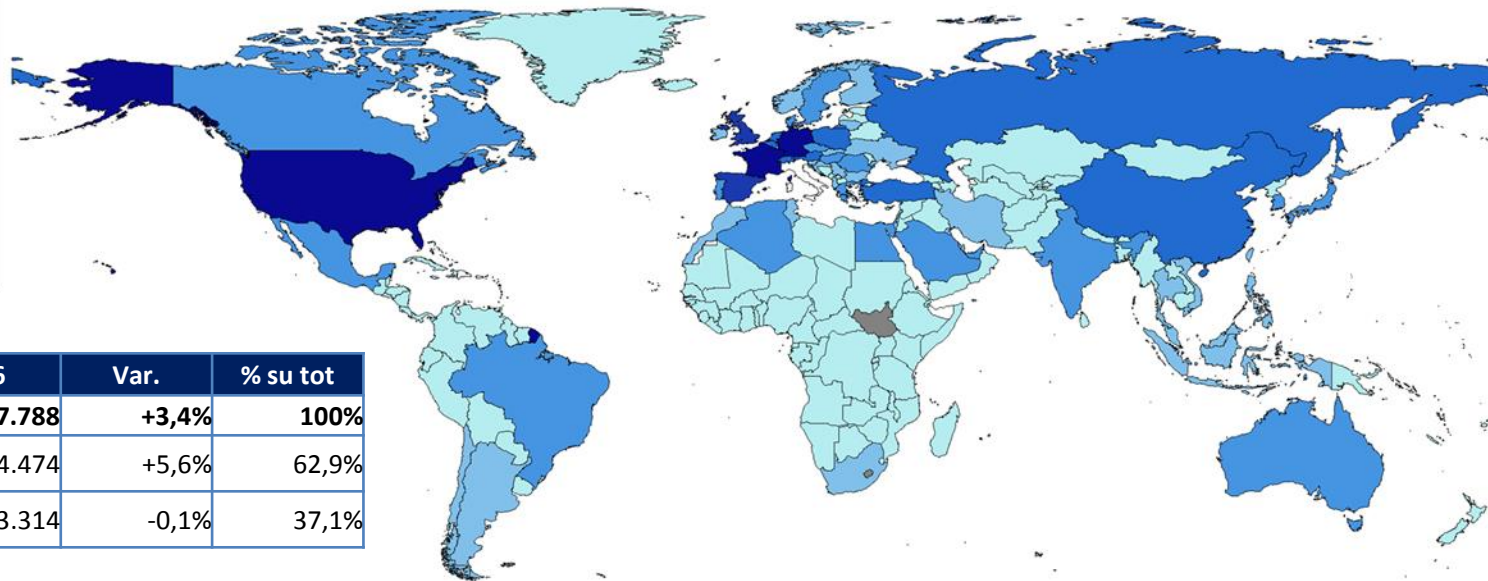 6 Var. % su tot
7.788 +3,4% 100%
4.474 +5,6% 62,9%
3.314 -0,1% 37,1%